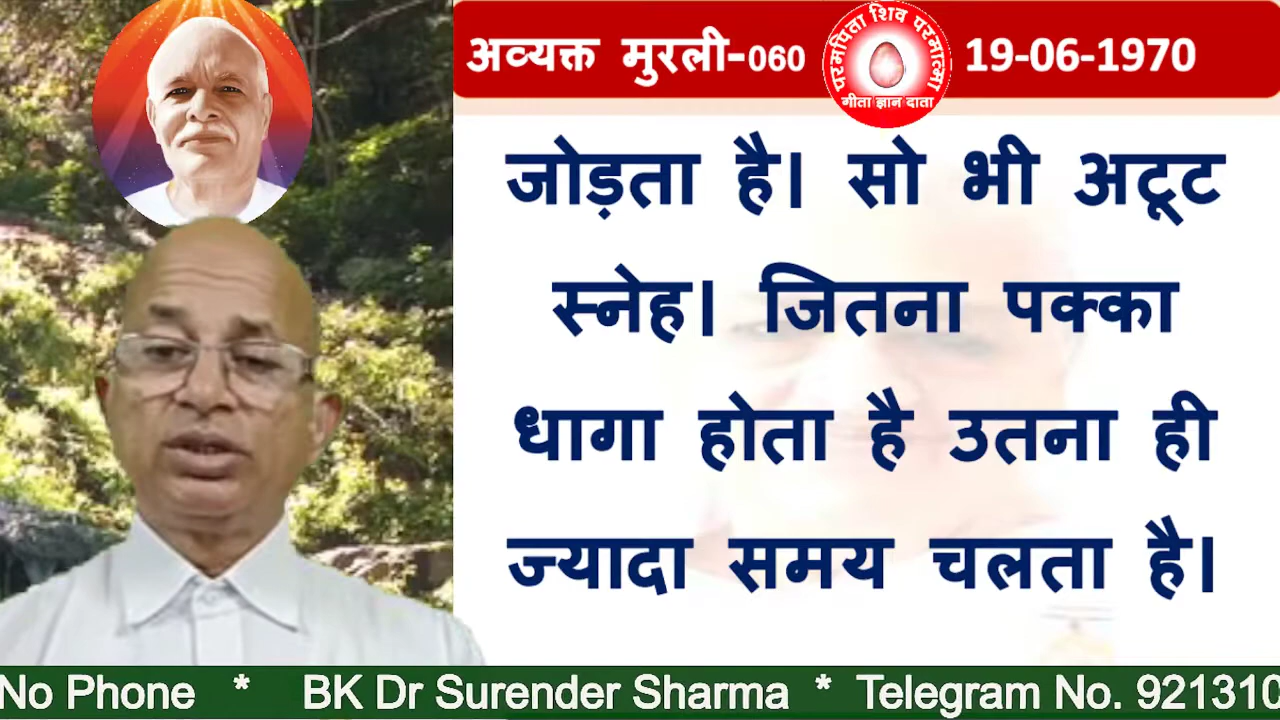 अव्यक्त मुरली-060
परमपिता शिव परमात्मा
गीता ज्ञान दाता
19-06-1970
जोड़ता है। सो भी अटूट
स्नेह। जितना पक्का
धागा होता है उतना ही
ज्यादा समय चलता है।
No Phone * BK Dr Surender Sharma * Telegram No. 921310